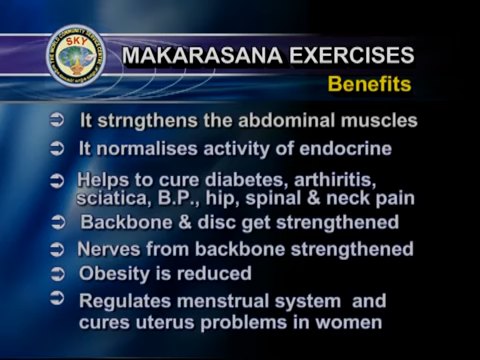 SKY
MAKARASANA EXERCISES
Benefits
It strngthens the abdominal muscles
It normalises activity of endocrine
Helps to cure diabetes, arthiritis,
sciatica, B.P., hip, spinal & neck pain
Backbone & disc get strengthened
Nerves from backbone strengthened
Obesity is reduced
Regulates menstrual system and
cures uterus problems in women